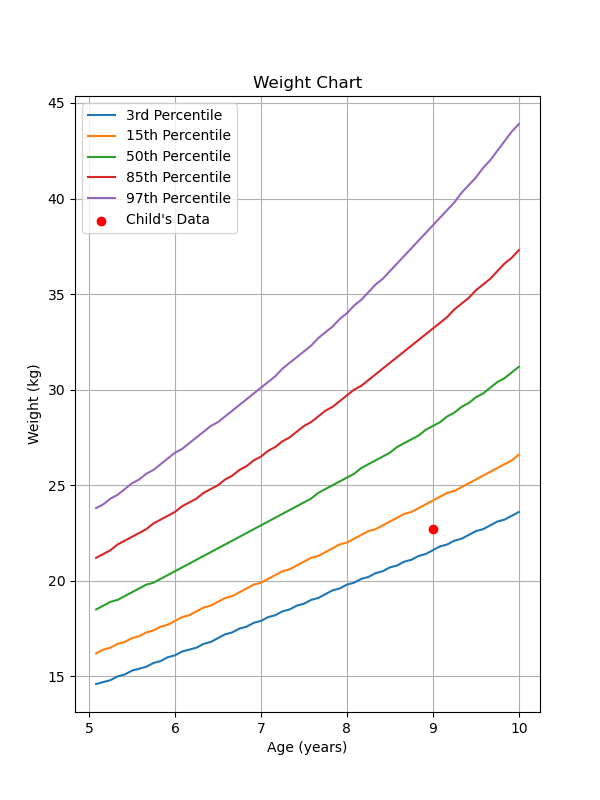 Weight Chart
3rd Percentile
15th Percentile
50th Percentile
85th Percentile
97th Percentile
Child's Data
45
40
35
30
25
20
15
Weight (kg)
5 6 7 8 9 10
Age (years)